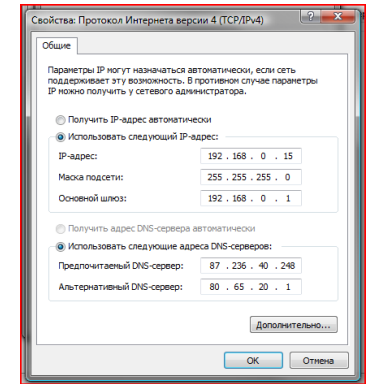 Свойства: Протокол Интернета версии 4 (TCP/IPv4)
Общие
Параметры IP могут назначаться автоматически, если сеть
поддерживает эту возможность. В противном случае параметры
IP можно получить у сетевого администратора.
Получить IP-адрес автоматически
Использовать следующий IP-адрес:
IP-адрес: 192 . 168 . 0 . 15
Маска подсети: 255 . 255 . 255 . 0
Основной шлюз: 192 . 168 . 0 . 1
Получить адрес DNS-сервера автоматически
Использовать следующие адреса DNS-серверов:
Предпочитаемый DNS-сервер: 87 . 236 . 40 . 248
Альтернативный DNS-сервер: 80 . 65 . 20 . 1
Дополнительно...
ОК Отмена